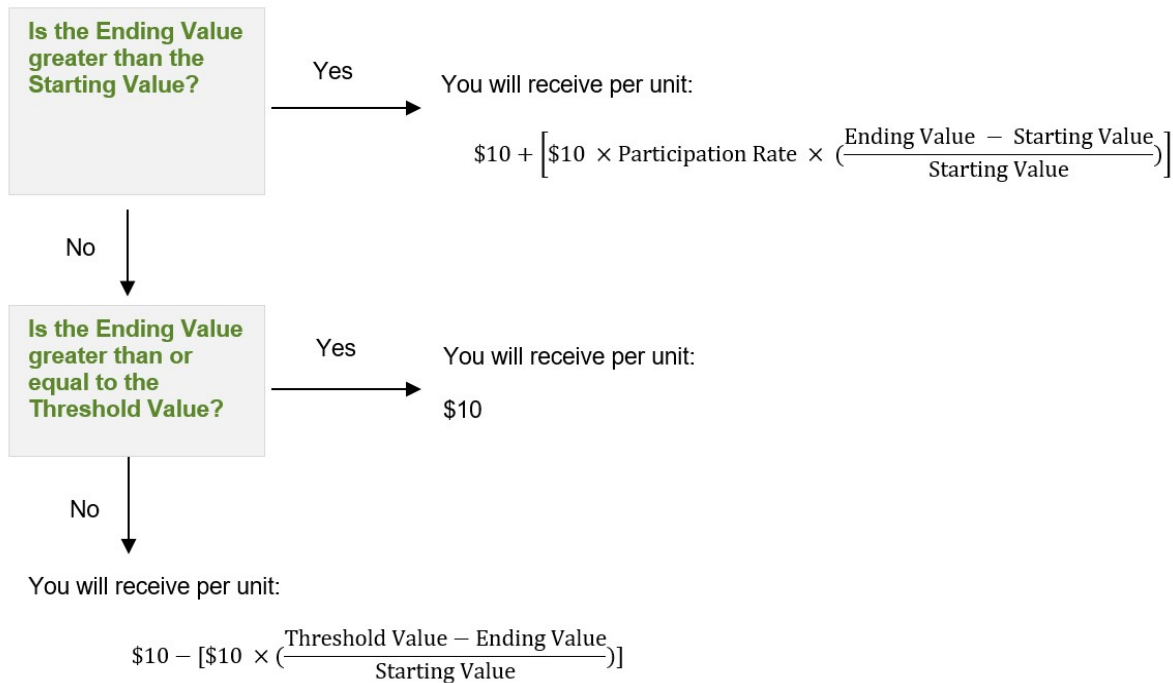 Is the Ending Value
greater than the
Starting Value?
Yes
You will receive per unit:
$10 + [$10 × Participation Rate × (Ending Value − Starting Value
Starting Value)]
No
Is the Ending Value
greater than or
equal to the
Threshold Value?
Yes
You will receive per unit:
$10
No
You will receive per unit:
$10 − [$10 × (Threshold Value − Ending Value
Starting Value)]